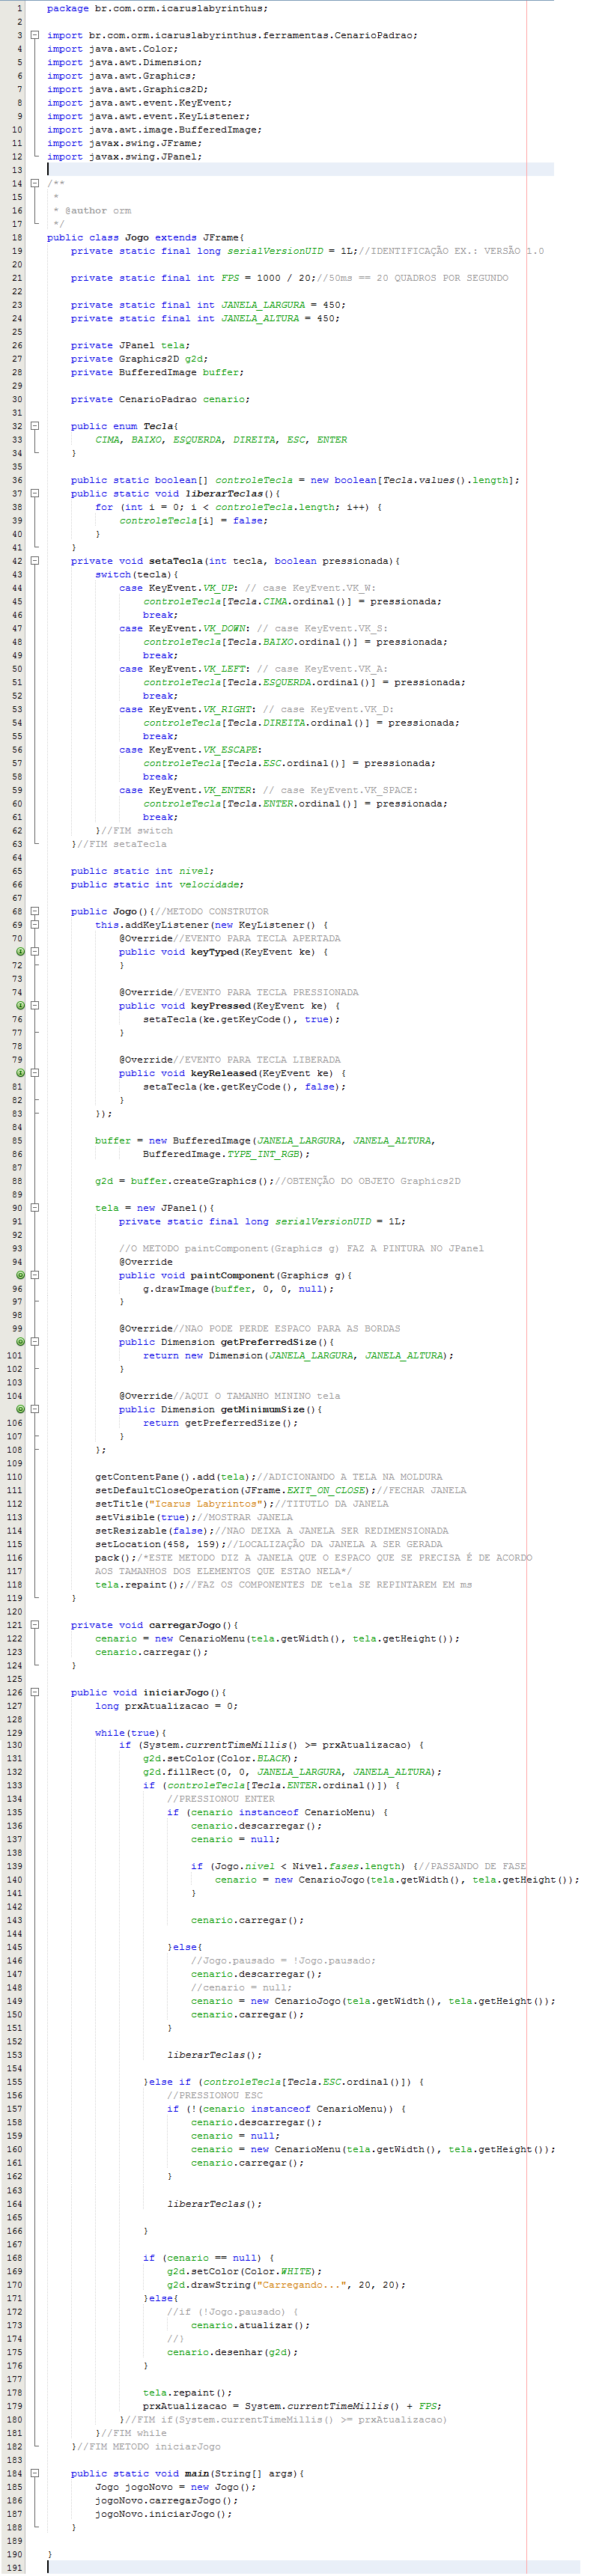 1 package br.com.orm.icaruslabyrinthus;
2
3 import br.com.orm.icaruslabyrinthus.ferramentas.CenarioPadrao;
4 import java.awt.Color;
5 import java.awt.Dimension;
6 import java.awt.Graphics;
7 import java.awt.Graphics2D;
8 import java.awt.event.KeyEvent;
9 import java.awt.event.KeyListener;
10 import java.awt.image.BufferedImage;
11 import javax.swing.JFrame;
12 import javax.swing.JPanel;
13
14 /**
15 *
16 * @author orm
17 */
18 public class Jogo extends JFrame{
19 private static final long serialVersionUID = 1L;//IDENTIFICAÇÃO EX.: VERSÃO 1.0
20
21 private static final int FPS = 1000 / 20;//50ms == 20 QUADROS POR SEGUNDO
22
23 private static final int JANELA_LARGURA = 450;
24 private static final int JANELA_ALTURA = 450;
25
26 private JPanel tela;
27 private Graphics2D g2d;
28 private BufferedImage buffer;
29
30 private CenarioPadrao cenario;
31
32 public enum Tecla{
33 CIMA, BAIXO, ESQUERDA, DIREITA, ESC, ENTER
34 }
35
36 public static boolean[] controleTecla = new boolean[Tecla.values().length];
37 public static void liberarTeclas(){
38 for (int i = 0; i < controleTecla.length; i++) {
39 controleTecla[i] = false;
40 }
41 }
42 private void setaTecla(int tecla, boolean pressionada){
43 switch(tecla){
44 case KeyEvent.VK_UP: // case KeyEvent.VK_W:
45 controleTecla[Tecla.CIMA.ordinal()] = pressionada;
46 break;
47 case KeyEvent.VK_DOWN: // case KeyEvent.VK_S:
48 controleTecla[Tecla.BAIXO.ordinal()] = pressionada;
49 break;
50 case KeyEvent.VK_LEFT: // case KeyEvent.VK_A:
51 controleTecla[Tecla.ESQUERDA.ordinal()] = pressionada;
52 break;
53 case KeyEvent.VK_RIGHT: // case KeyEvent.VK_D:
54 controleTecla[Tecla.DIREITA.ordinal()] = pressionada;
55 break;
56 case KeyEvent.VK_ESCAPE:
57 controleTecla[Tecla.ESC.ordinal()] = pressionada;
58 break;
59 case KeyEvent.VK_ENTER: // case KeyEvent.VK_SPACE:
60 controleTecla[Tecla.ENTER.ordinal()] = pressionada;
61 break;
62 }//FIM switch
63 }//FIM setaTecla
64
65 public static int nivel;
66 public static int velocidade;
67
68 public Jogo(){//METODO CONSTRUTOR
69 this.addKeyListener(new KeyListener() {
70 @Override//EVENTO PARA TECLA APERTADA
public void keyTyped(KeyEvent ke) {
72 }
73
74 @Override//EVENTO PARA TECLA PRESSIONADA
public void keyPressed(KeyEvent ke) {
76 setaTecla(ke.getKeyCode(), true);
77 }
78
79 @Override//EVENTO PARA TECLA LIBERADA
public void keyReleased(KeyEvent ke) {
81 setaTecla(ke.getKeyCode(), false);
82 }
83 });
84
85 buffer = new BufferedImage(JANELA_LARGURA, JANELA_ALTURA,
86 BufferedImage.TYPE_INT_RGB);
87
88 g2d = buffer.createGraphics();//OBTENÇÃO DO OBJETO Graphics2D
89
90 tela = new JPanel(){
91 private static final long serialVersionUID = 1L;
92
93 //O METODO paintComponent(Graphics g) FAZ A PINTURA NO JPanel
94 @Override
public void paintComponent(Graphics g){
96 g.drawImage(buffer, 0, 0, null);
97 }
98
99 @Override//NAO PODE PERDE ESPACO PARA AS BORDAS
public Dimension getPreferredSize(){
101 return new Dimension(JANELA_LARGURA, JANELA_ALTURA);
102 }
103
104 @Override//AQUI O TAMANHO MININO tela
public Dimension getMinimumSize(){
106 return getPreferredSize();
107 }
108 };
109
110 getContentPane().add(tela);//ADICIONANDO A TELA NA MOLDURA
111 setDefaultCloseOperation(JFrame.EXIT_ON_CLOSE);//FECHAR JANELA
112 setTitle("Icarus Labyrintos");//TITUTLO DA JANELA
113 setVisible(true);//MOSTRAR JANELA
114 setResizable(false);//NAO DEIXA A JANELA SER REDIMENSIONADA
115 setLocation(458, 159);//LOCALIZAÇÃO DA JANELA A SER GERADA
116 pack();/*ESTE METODO DIZ A JANELA QUE O ESPACO QUE SE PRECISA É DE ACORDO
117 AOS TAMANHOS DOS ELEMENTOS QUE ESTAO NELA*/
118 tela.repaint();//FAZ OS COMPONENTES DE tela SE REPINTAREM EM ms
119 }
120
121 private void carregarJogo(){
122 cenario = new CenarioMenu(tela.getWidth(), tela.getHeight());
123 cenario.carregar();
124 }
125
126 public void iniciarJogo(){
127 long prxAtualizacao = 0;
128
129 while(true){
130 if (System.currentTimeMillis() >= prxAtualizacao) {
131 g2d.setColor(Color.BLACK);
132 g2d.fillRect(0, 0, JANELA_LARGURA, JANELA_ALTURA);
133 if (controleTecla[Tecla.ENTER.ordinal()]) {
134 //PRESSIONOU ENTER
135 if (cenario instanceof CenarioMenu) {
136 cenario.descarregar();
137 cenario = null;
138
139 if (Jogo.nivel < Nivel.fases.length) {//PASSANDO DE FASE
140 cenario = new CenarioJogo(tela.getWidth(), tela.getHeight());
141 }
142
143 cenario.carregar();
144
145 }else{
146 //Jogo.pausado = !Jogo.pausado;
147 cenario.descarregar();
148 //cenario = null;
149 cenario = new CenarioJogo(tela.getWidth(), tela.getHeight());
150 cenario.carregar();
151 }
152
153 liberarTeclas();
154
155 }else if (controleTecla[Tecla.ESC.ordinal()]) {
156 //PRESSIONOU ESC
157 if (!(cenario instanceof CenarioMenu)) {
158 cenario.descarregar();
159 cenario = null;
160 cenario = new CenarioMenu(tela.getWidth(), tela.getHeight());
161 cenario.carregar();
162 }
163
164 liberarTeclas();
165
166 }
167
168 if (cenario == null) {
169 g2d.setColor(Color.WHITE);
170 g2d.drawString("Carregando...", 20, 20);
171 }else{
172 //if (!Jogo.pausado) {
173 cenario.atualizar();
174 //}
175 cenario.desenhar(g2d);
176 }
177
178 tela.repaint();
179 prxAtualizacao = System.currentTimeMillis() + FPS;
180 }//FIM if(System.currentTimeMillis() >= prxAtualizacao)
181 }//FIM while
182 }//FIM METODO iniciarJogo
183
184 public static void main(String[] args){
185 Jogo jogoNovo = new Jogo();
186 jogoNovo.carregarJogo();
187 jogoNovo.iniciarJogo();
188 }
189
190 }
191